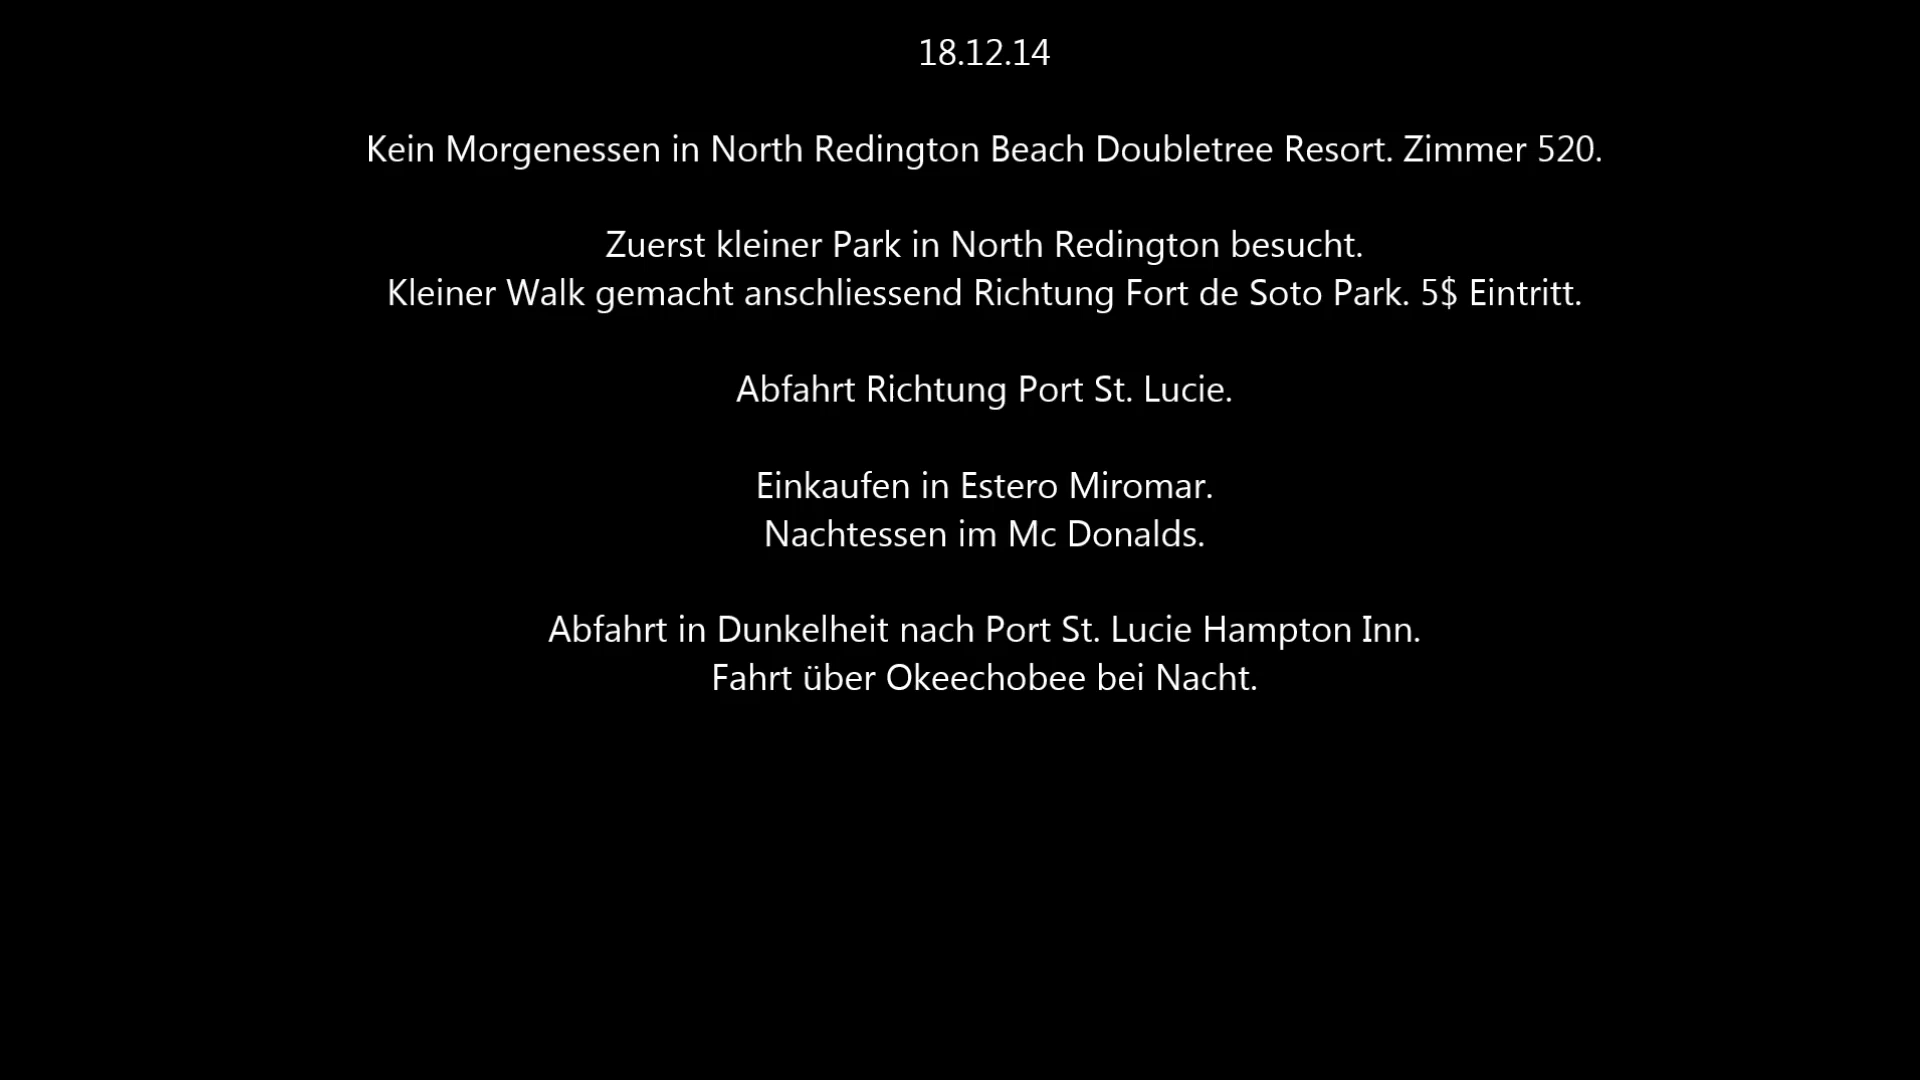 18.12.14
Kein Morgenessen in North Redington Beach Doubletree Resort. Zimmer 520.
Zuerst kleiner Park in North Redington besucht.
Kleiner Walk gemacht anschliessend Richtung Fort de Soto Park. 5$ Eintritt.
Abfahrt Richtung Port St. Lucie.
Einkaufen in Estero Miromar.
Nachtessen im Mc Donalds.
Abfahrt in Dunkelheit nach Port St. Lucie Hampton Inn.
Fahrt über Okeechobee bei Nacht.